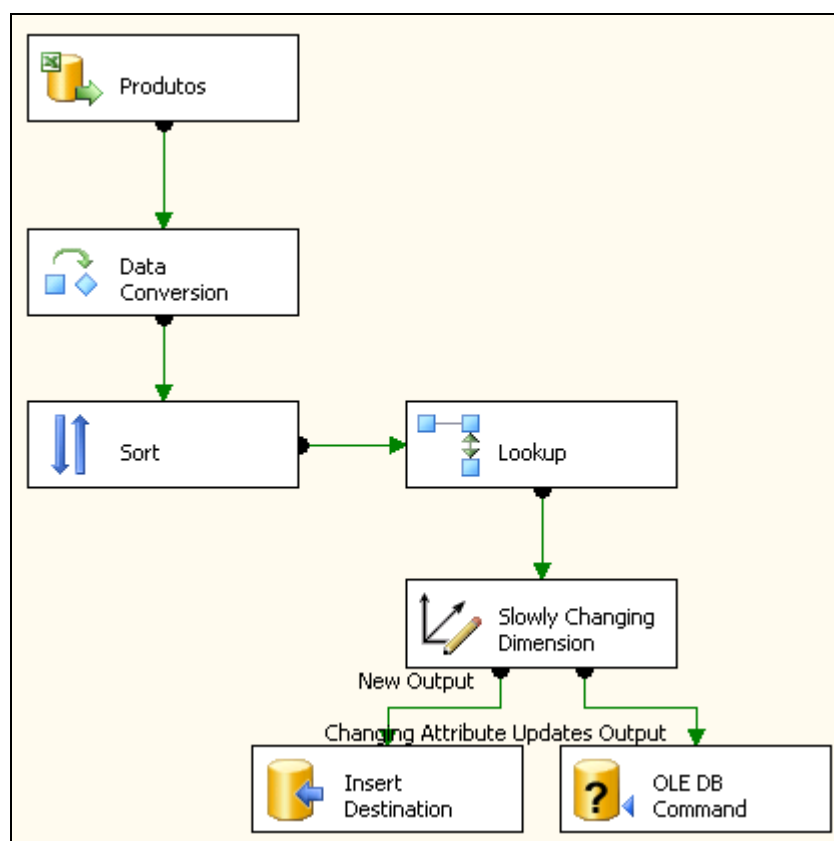 Produtos
Data
Conversion
Sort
Lookup
Slowly Changing
Dimension
New Output
Changing Attribute Updates Output
Insert
Destination
OLE DB
Command